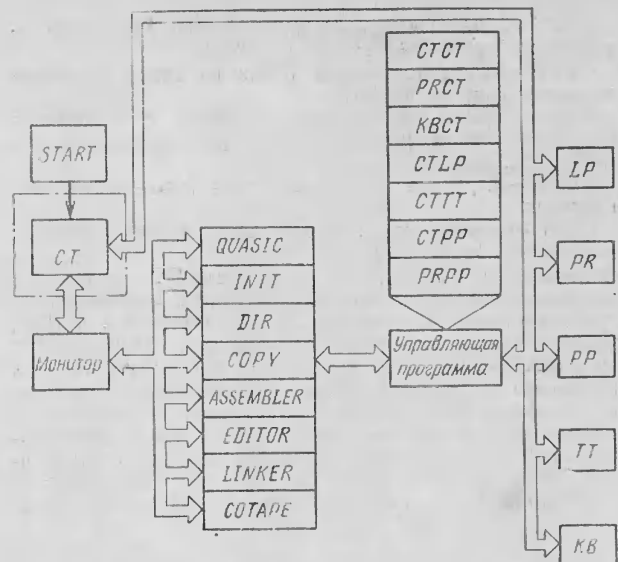 START
CT
Монитор
QUASIC
INIT
DIR
COPY
ASSEMBLER
EDITOR
LINKER
COTAPE
CTCT
PRCT
KBCT
CTLP
CTTT
CTPP
PRPP
Управляющая
программа
LP
PR
PP
TT
KB